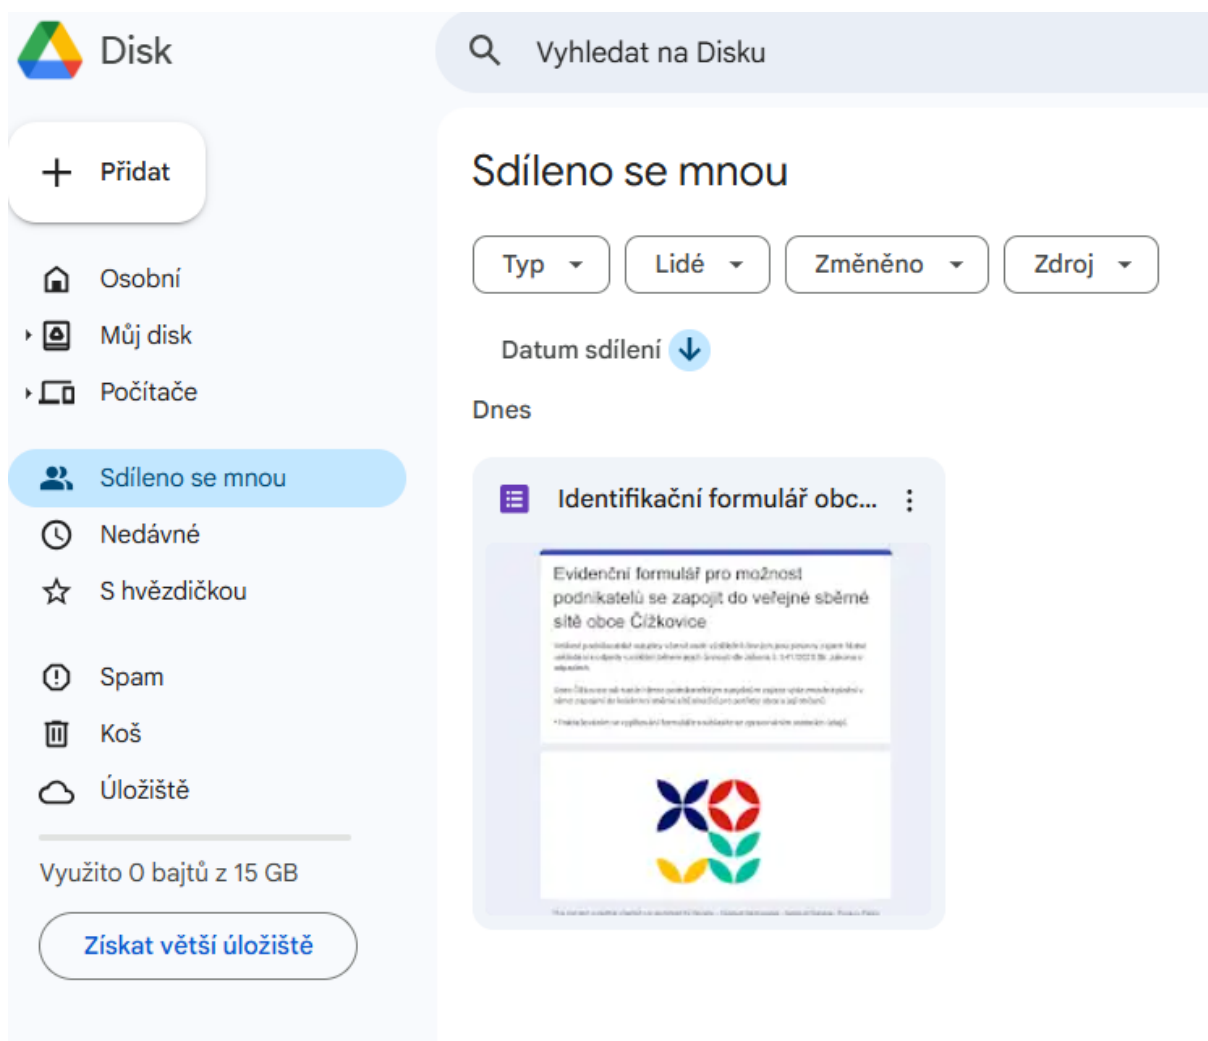 Disk
Vyhledat na Disku
Přidat
Sdíleno se mnou
Typ
Lidé
Změněno
Zdroj
Osobní
Můj disk
Počítače
Datum sdílení
Dnes
Sdíleno se mnou
Nedávné
S hvězdičkou
Spam
Koš
Úložiště
Využito 0 bajtů z 15 GB
Získat větší úložiště
Identifikační formulář obc...
Evidenční formulář pro možnost
podnikatelů se zapojit do veřejné sběrné
sítě obce Čížkovice